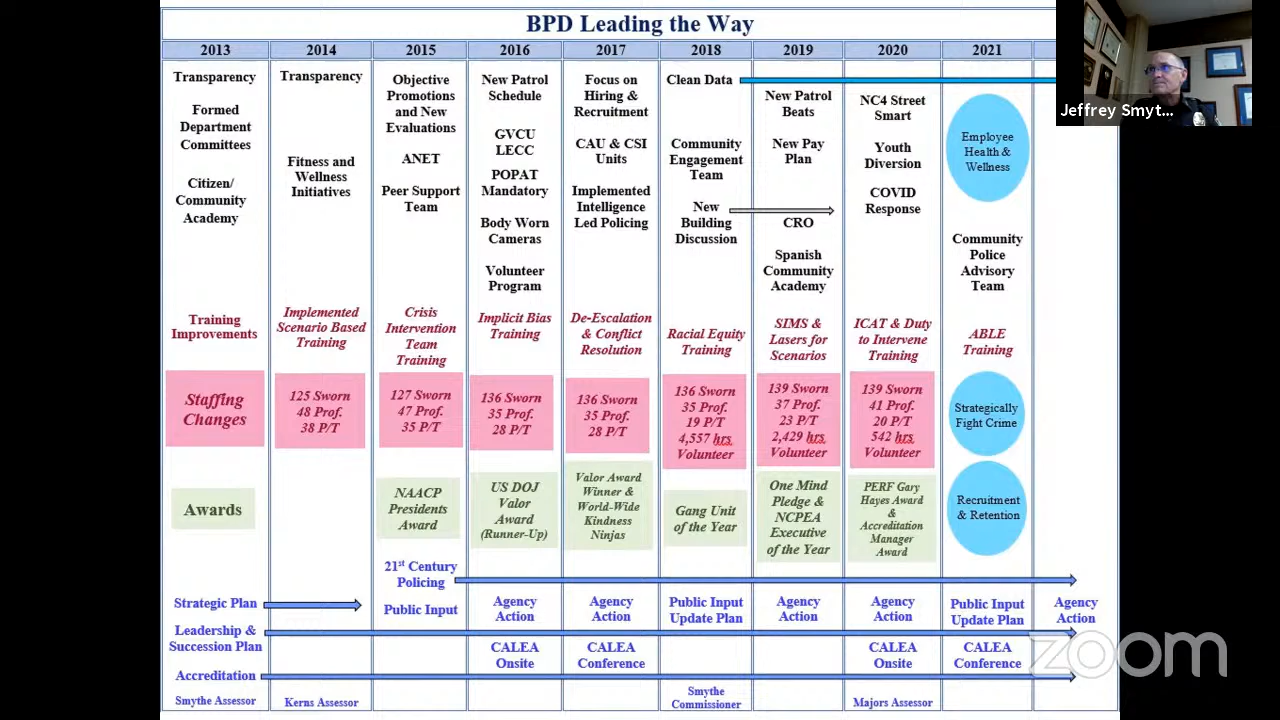 BPD Leading the Way
2013
2014
2015
2016
2017
2018
2019
2020
2021
Transparency
Formed
Department
Committees
Citizen/
Community
Academy
Training
Improvements
Staffing
Changes
Awards
Strategic Plan
Leadership &
Succession Plan
Accreditation
Smythe Assessor
Transparency
Fitness and
Wellness
Initiatives
Implemented
Scenario Based
Training
125 Sworn
48 Prof.
38 P/T
Kerns Assessor
Objective
Promotions
and New
Evaluations
ANET
Peer Support
Team
Crisis
Intervention
Team
Training
127 Sworn
47 Prof.
35 P/T
NAACP
Presidents
Award
21st Century
Policing
Public Input
New Patrol
Schedule
GVCU
LECC
POPAT
Mandatory
Body Worn
Cameras
Volunteer
Program
Implicit Bias
Training
136 Sworn
35 Prof.
28 P/T
US DOJ
Valor
Award
(Runner-Up)
Agency
Action
CALEA
Onsite
Focus on
Hiring &
Recruitment
CAU & CSI
Units
Implemented
Intelligence
Led Policing
De-Escalation
& Conflict
Resolution
136 Sworn
35 Prof.
28 P/T
Valor Award
Winner &
World-Wide
Kindness
Ninjas
Agency
Action
CALEA
Conference
Clean Data
Community
Engagement
Team
New
Building
Discussion
Racial Equity
Training
136 Sworn
35 Prof.
19 P/T
4,557 hrs
Volunteer
Gang Unit
of the Year
Public Input
Update Plan
Smythe
Commissioner
New Patrol
Beats
New Pay
Plan
CRO
Spanish
Community
Academy
SIMS &
Lasers for
Scenarios
139 Sworn
37 Prof.
23 P/T
2,429 hrs
Volunteer
One Mind
Pledge &
NCPEA
Executive
of the Year
Agency
Action
NC4 Street
Smart
Youth
Diversion
COVID
Response
ICAT & Duty
to Intervene
Training
139 Sworn
41 Prof.
20 P/T
542 hrs
Volunteer
PERF Gary
Hayes Award
&
Accreditation
Manager
Award
Agency
Action
CALEA
Onsite
Majors Assessor
Employee
Health &
Wellness
Community
Police
Advisory
Team
ABLE
Training
Strategically
Fight Crime
Recruitment
& Retention
Public Input
Update Plan
CALEA
Conference
Agency
Action
Jeffrey Smyt...
zoom